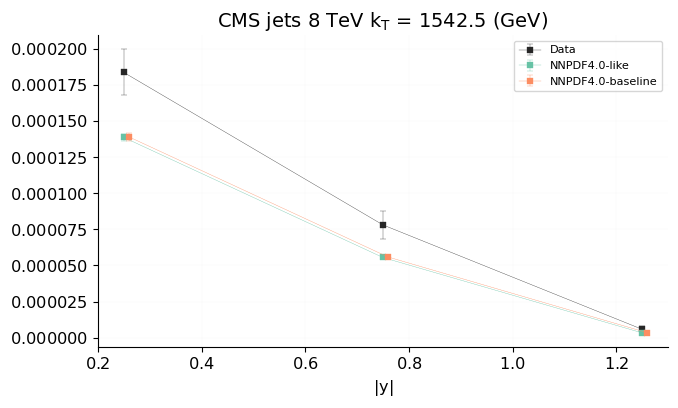 CMS jets 8 TeV k_T = 1542.5 (GeV)
0.000200
0.000175
0.000150
0.000125
0.000100
0.000075
0.000050
0.000025
0.000000
Data
NNPDF4.0-like
NNPDF4.0-baseline
0.2 0.4 0.6 0.8 1.0 1.2
|y|